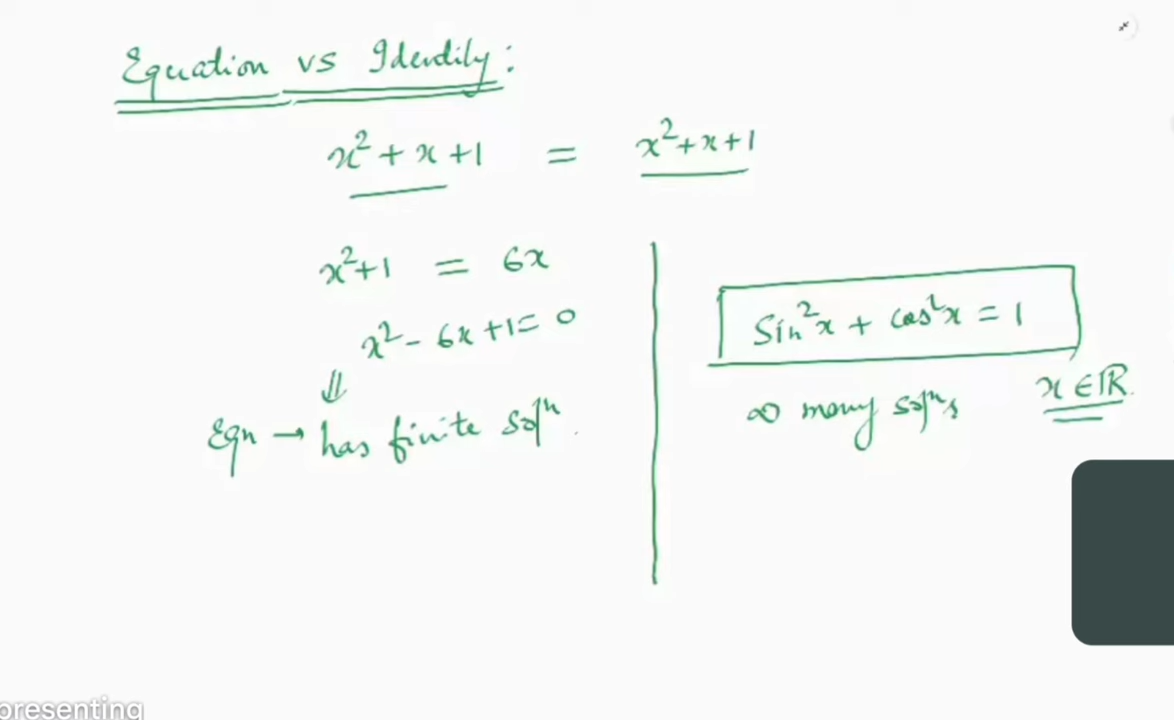 Equation vs Identity:
x² + x + 1 = x² + x + 1
x² + 1 = 6x
x² - 6x + 1 = 0
⇓
Eqn → has finite solⁿ.
Sin²x + cos²x = 1
∞ many solⁿs x ∈ ℝ.
presenting